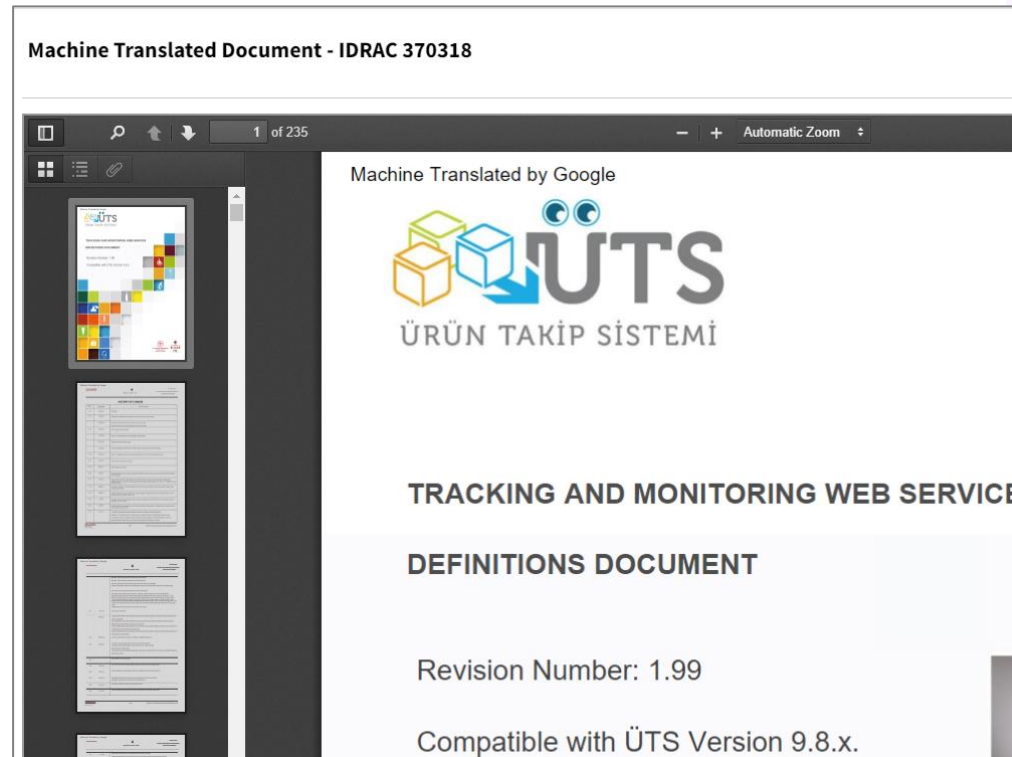 Machine Translated Document - IDRAC 370318
1 of 235
Automatic Zoom
Machine Translated by Google
ÜTS
ÜRÜN TAKİP SİSTEMİ
TRACKING AND MONITORING WEB SERVICE
DEFINITIONS DOCUMENT
Revision Number: 1.99
Compatible with ÜTS Version 9.8.x.